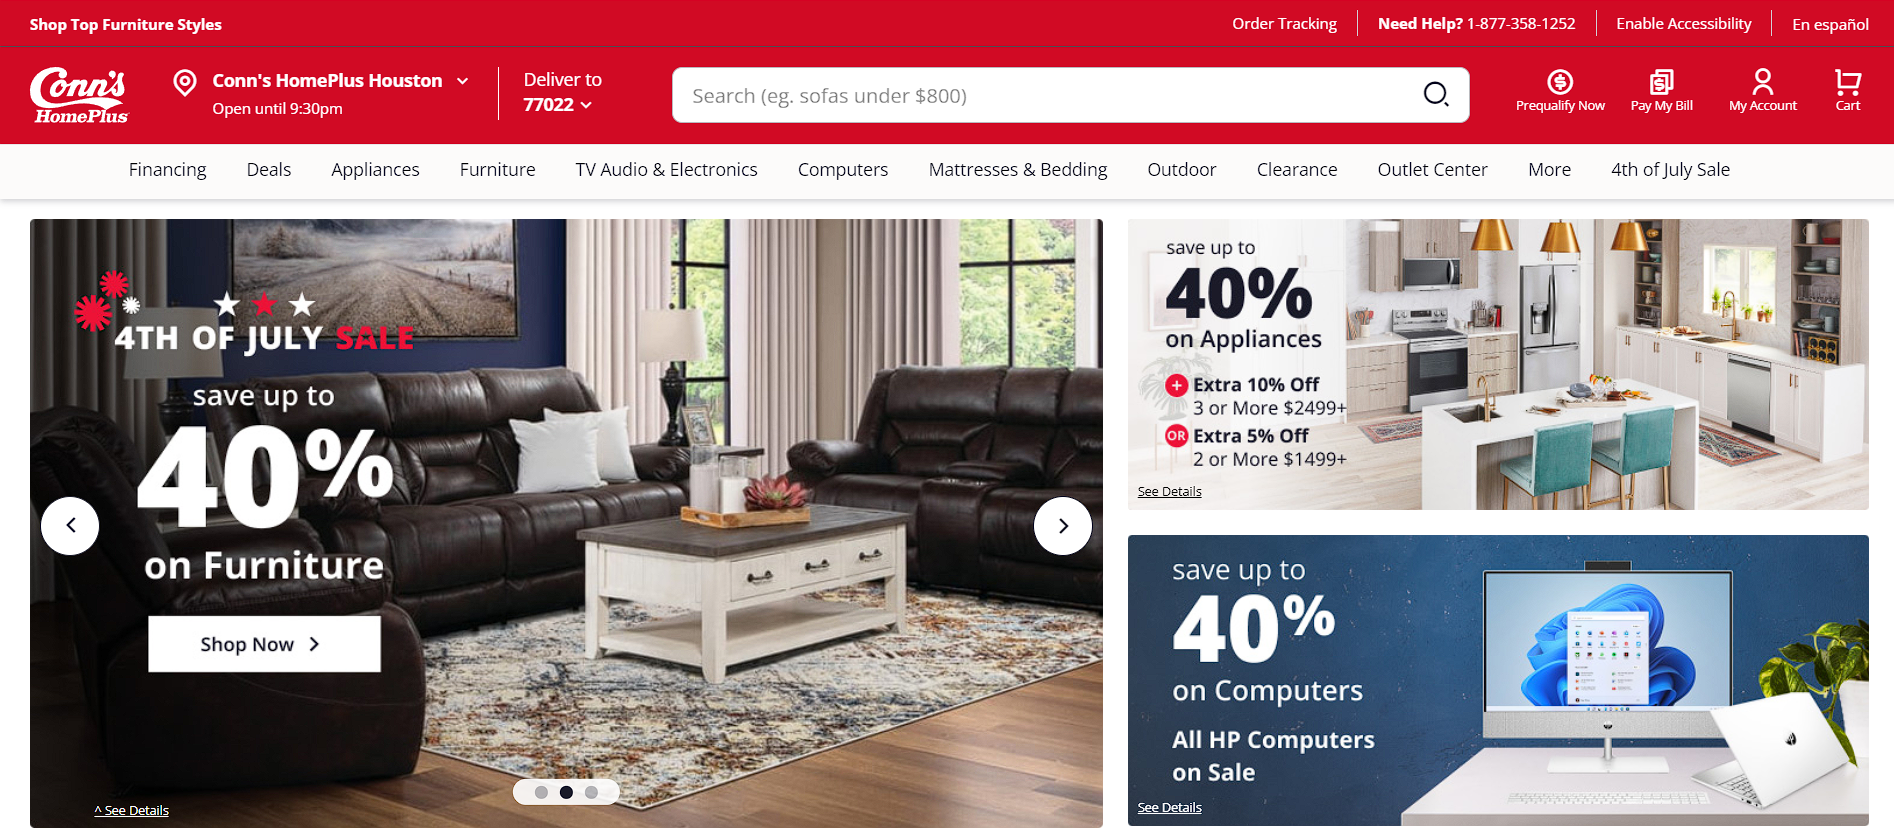 Shop Top Furniture Styles
Order Tracking
Need Help? 1-877-358-1252
Enable Accessibility
En español
Conn's
HomePlus
Conn's HomePlus Houston
Open until 9:30pm
Deliver to
77022
Search (eg. sofas under $800)
Prequalify Now
Pay My Bill
My Account
Cart
Financing
Deals
Appliances
Furniture
TV Audio & Electronics
Computers
Mattresses & Bedding
Outdoor
Clearance
Outlet Center
More
4th of July Sale
4TH OF JULY SALE
save up to
40%
on Furniture
Shop Now
^ See Details
save up to
40%
on Appliances
+ Extra 10% Off
3 or More $2499+
OR Extra 5% Off
2 or More $1499+
See Details
save up to
40%
on Computers
All HP Computers
on Sale
See Details